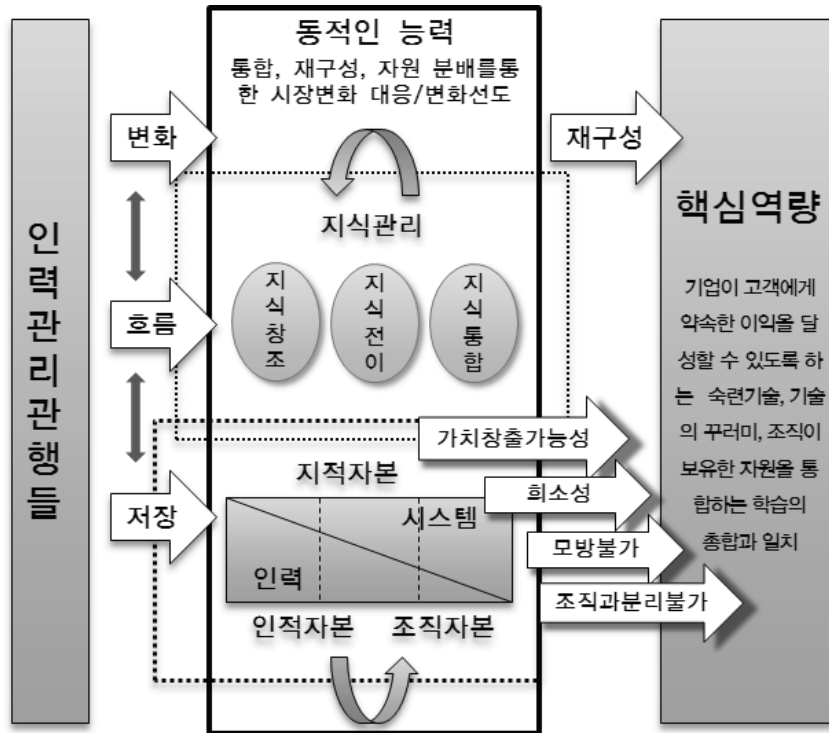 인력관리관행들
변화
흐름
저장
동적인 능력
통합, 재구성, 자원 분배를통
한 시장변화 대응/변화선도
지식관리
지식창조
지식전이
지식통합
지적자본
시스템
인력
인적자본
조직자본
재구성
가치창출가능성
희소성
모방불가
조직과분리불가
핵심역량
기업이 고객에게
약속한 이익올 달
성할 수 있도록 하
는 숙련기술, 기술
의 꾸러미, 조직이
보유한 자원올 통
합하는 학습의
총합과 일치